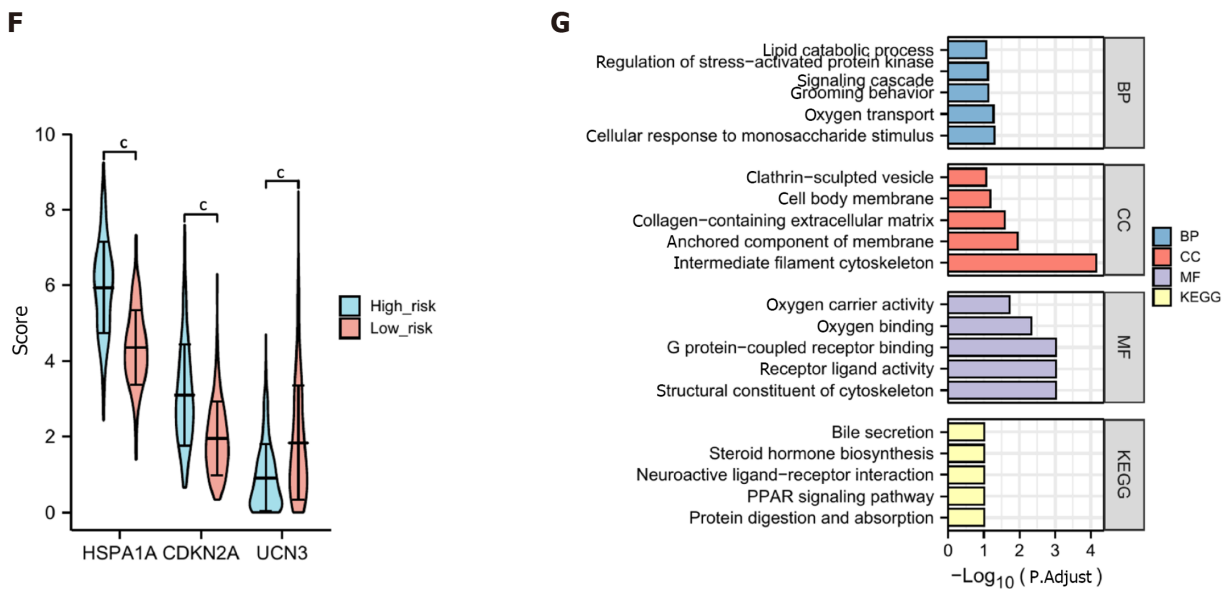 F
10
8
6
4
2
0
Score
c
c
c
HSPA1A CDKN2A UCN3
High_risk
Low_risk
G
Lipid catabolic process
Regulation of stress−activated protein kinase
Signaling cascade
Grooming behavior
Oxygen transport
Cellular response to monosaccharide stimulus
BP
Clathrin−sculpted vesicle
Cell body membrane
Collagen−containing extracellular matrix
Anchored component of membrane
Intermediate filament cytoskeleton
CC
Oxygen carrier activity
Oxygen binding
G protein−coupled receptor binding
Receptor ligand activity
Structural constituent of cytoskeleton
MF
Bile secretion
Steroid hormone biosynthesis
Neuroactive ligand−receptor interaction
PPAR signaling pathway
Protein digestion and absorption
KEGG
0 1 2 3 4
−Log10 ( P.Adjust )
BP
CC
MF
KEGG